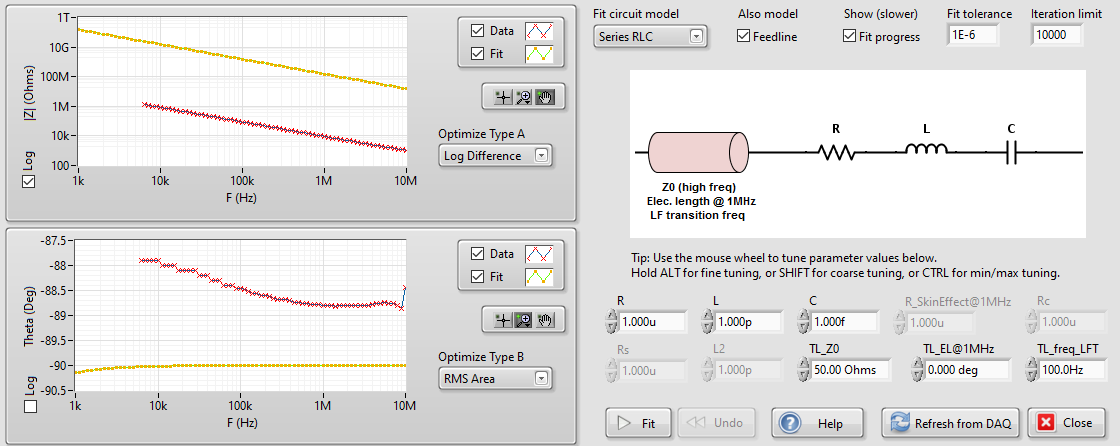 1T
10G
100M
1M
10k
100
|Z| (Ohms)
Log
1k 10k 100k 1M 10M
F (Hz)
Data
Fit
Optimize Type A
Log Difference
-87.5
-88
-88.5
-89
-89.5
-90
-90.5
Theta (Deg)
Log
1k 10k 100k 1M 10M
F (Hz)
Data
Fit
Optimize Type B
RMS Area
Fit circuit model Also model Show (slower) Fit tolerance Iteration limit
Series RLC Feedline Fit progress 1E-6 10000
R L C
Z0 (high freq)
Elec. length @ 1MHz
LF transition freq
Tip: Use the mouse wheel to tune parameter values below.
Hold ALT for fine tuning, or SHIFT for coarse tuning, or CTRL for min/max tuning.
R L C R_SkinEffect@1MHz Rc
1.000u 1.000p 1.000f 1.000u 1.000u
Rs L2 TL_Z0 TL_EL@1MHz TL_freq_LFT
1.000u 1.000p 50.00 Ohms 0.000 deg 100.0Hz
Fit Undo Help Refresh from DAQ Close